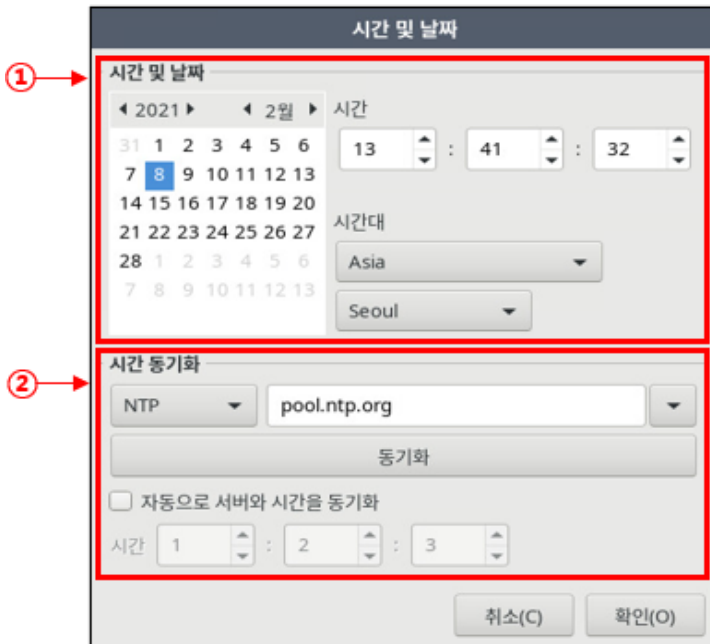 시간 및 날짜
①
시간 및 날짜
2021 2월
31 1 2 3 4 5 6
7 8 9 10 11 12 13
14 15 16 17 18 19 20
21 22 23 24 25 26 27
28 1 2 3 4 5 6
7 8 9 10 11 12 13
시간
13 : 41 : 32
시간대
Asia
Seoul
②
시간 동기화
NTP pool.ntp.org
동기화
자동으로 서버와 시간을 동기화
시간 1 : 2 : 3
취소(C) 확인(O)